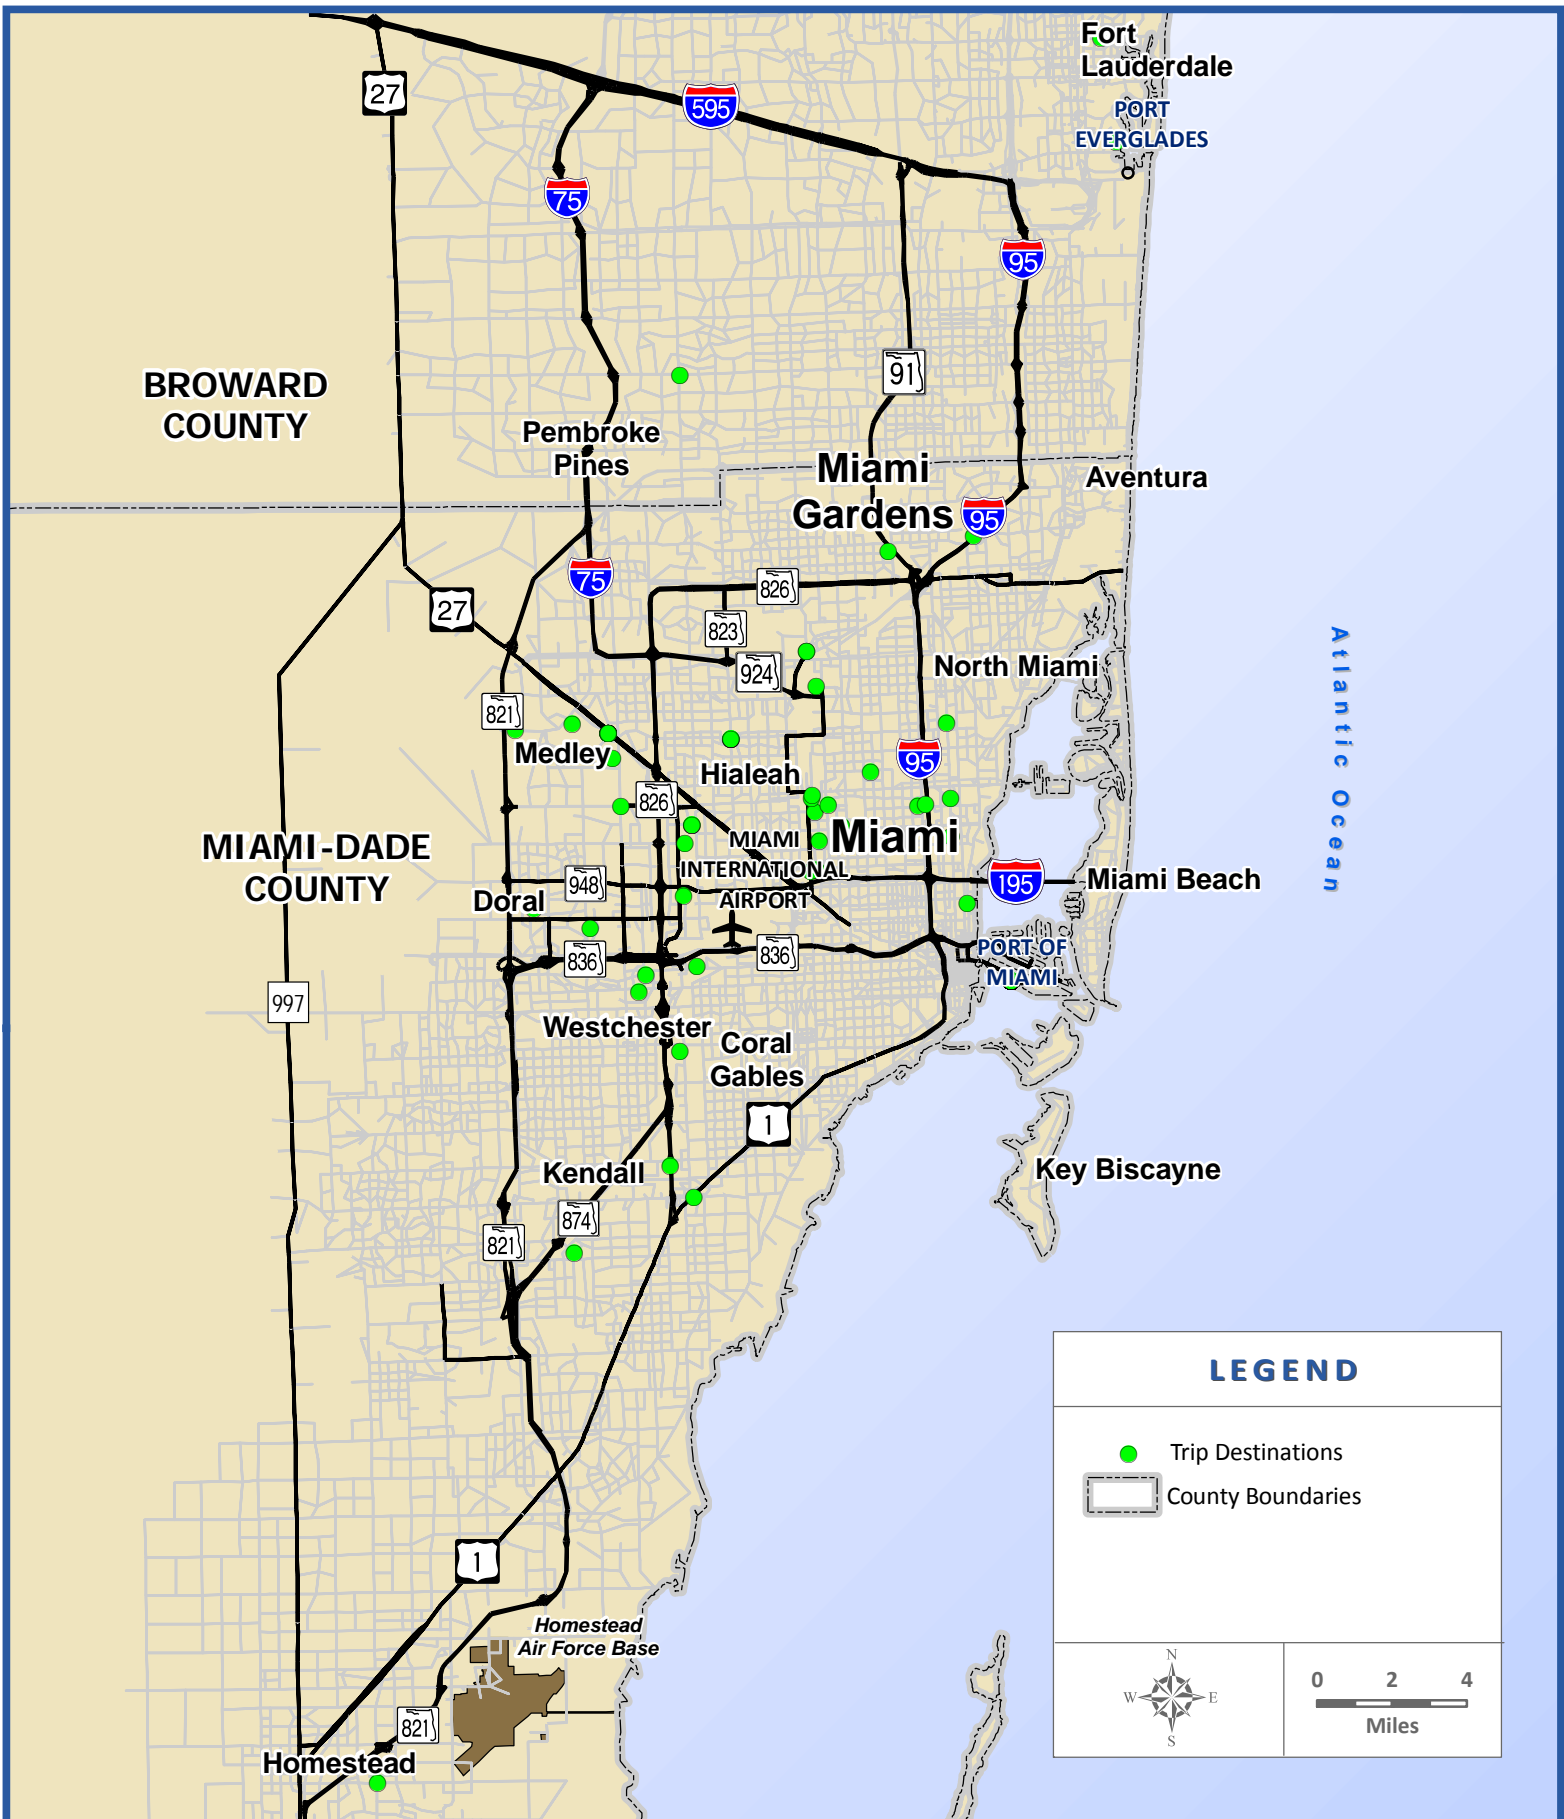 Fort
Lauderdale
27
595
PORT
EVERGLADES
75
95
91
BROWARD
COUNTY
Pembroke
Pines
Miami
Gardens
Aventura
95
75
826
27
823
North Miami
924
821
Medley
95
Hialeah
826
Atlantic Ocean
MIAMI-DADE
COUNTY
Miami
MIAMI
INTERNATIONAL
AIRPORT
948
Doral
195
Miami Beach
836
836
PORT OF
MIAMI
997
Westchester
Coral
Gables
1
Kendall
Key Biscayne
874
821
LEGEND
Trip Destinations
County Boundaries
1
Homestead
Air Force Base
N
W
E
S
0 2 4
Miles
821
Homestead